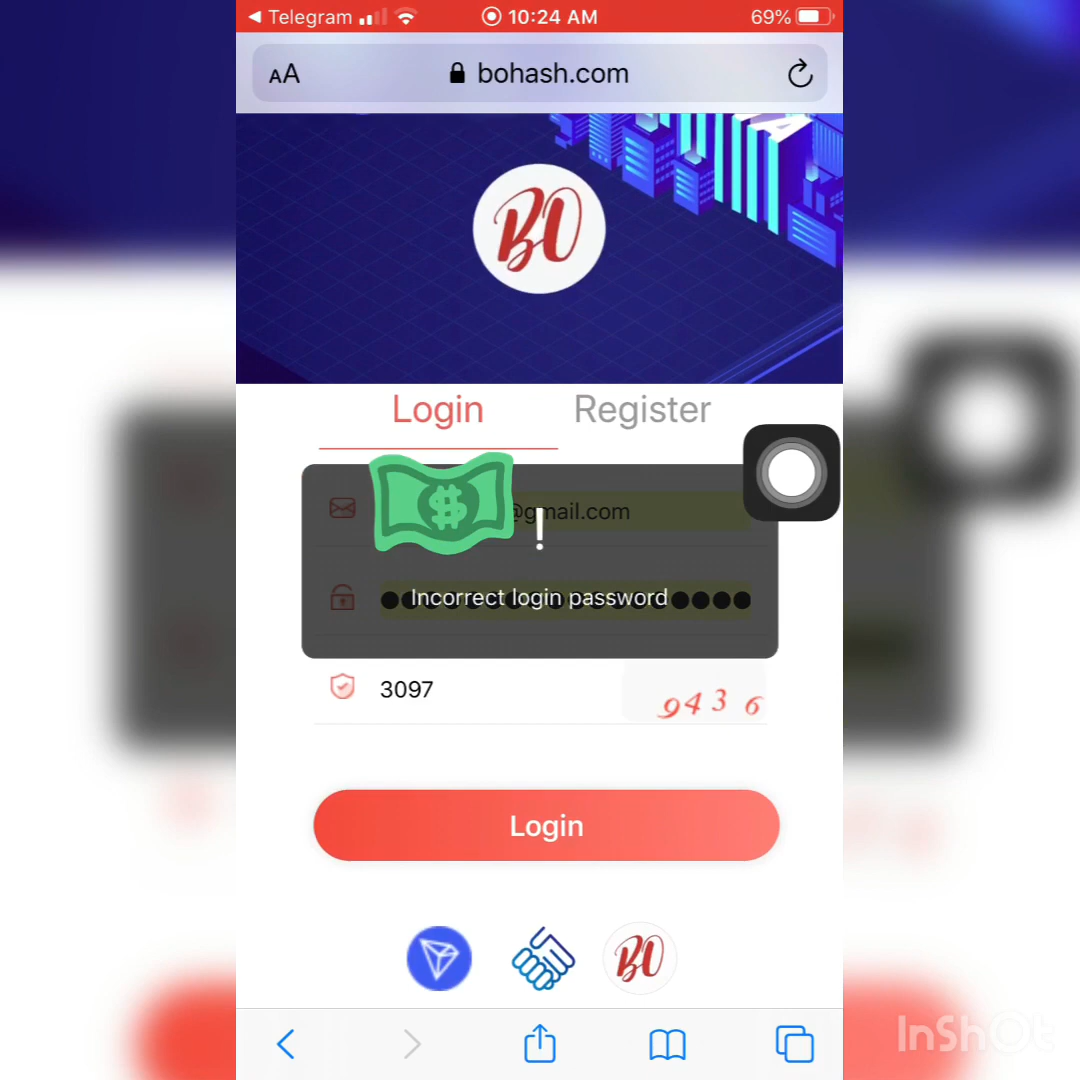 Telegram
10:24 AM
69%
AA
bohash.com
BO
Login
Register
@gmail.com
!
Incorrect login password
3097
9436
Login
BO
InShOt